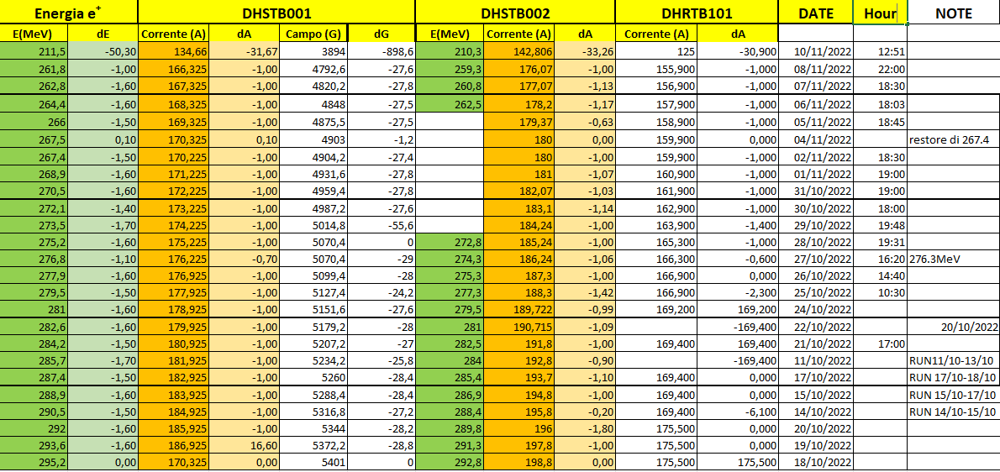 Energia e+ DHSTB001 DHSTB002 DHRTB101 DATE Hour NOTE
E(MeV) dE Corrente (A) dA Campo (G) dG E(MeV) Corrente (A) dA Corrente (A) dA
211,5 -50,30 134,66 -31,67 3894 -898,6 210,3 142,806 -33,26 125 -30,900 10/11/2022 12:51
261,8 -1,00 166,325 -1,00 4792,6 -27,6 259,3 176,07 -1,00 155,900 -1,000 08/11/2022 22:00
262,8 -1,60 167,325 -1,00 4820,2 -27,8 260,8 177,07 -1,13 156,900 -1,000 07/11/2022 18:30
264,4 -1,60 168,325 -1,00 4848 -27,5 262,5 178,2 -1,17 157,900 -1,000 06/11/2022 18:03
266 -1,50 169,325 -1,00 4875,5 -27,5 179,37 -0,63 158,900 -1,000 05/11/2022 18:45
267,5 0,10 170,325 0,10 4903 -1,2 180 0,00 159,900 0,000 04/11/2022 restore di 267.4
267,4 -1,50 170,225 -1,00 4904,2 -27,4 180 -1,00 159,900 -1,000 02/11/2022 18:30
268,9 -1,60 171,225 -1,00 4931,6 -27,8 181 -1,07 160,900 -1,000 01/11/2022 19:00
270,5 -1,60 172,225 -1,00 4959,4 -27,8 182,07 -1,03 161,900 -1,000 31/10/2022 19:00
272,1 -1,40 173,225 -1,00 4987,2 -27,6 183,1 -1,14 162,900 -1,000 30/10/2022 18:00
273,5 -1,70 174,225 -1,00 5014,8 -55,6 184,24 -1,00 163,900 -1,400 29/10/2022 19:48
275,2 -1,60 175,225 -1,00 5070,4 0 272,8 185,24 -1,00 165,300 -1,000 28/10/2022 19:31
276,8 -1,10 176,225 -0,70 5070,4 -29 274,3 186,24 -1,06 166,300 -0,600 27/10/2022 16:20 276.3MeV
277,9 -1,60 176,925 -1,00 5099,4 -28 275,3 187,3 -1,00 166,900 0,000 26/10/2022 14:40
279,5 -1,50 177,925 -1,00 5127,4 -24,2 277,3 188,3 -1,42 166,900 -2,300 25/10/2022 10:30
281 -1,60 178,925 -1,00 5151,6 -27,6 279,5 189,722 -0,99 169,200 169,200 24/10/2022
282,6 -1,60 179,925 -1,00 5179,2 -28 281 190,715 -1,09 -169,400 22/10/2022 20/10/2022
284,2 -1,50 180,925 -1,00 5207,2 -27 282,5 191,8 -1,00 169,400 169,400 21/10/2022 17:00
285,7 -1,70 181,925 -1,00 5234,2 -25,8 284 192,8 -0,90 -169,400 11/10/2022 RUN11/10-13/10
287,4 -1,50 182,925 -1,00 5260 -28,4 285,4 193,7 -1,10 169,400 0,000 17/10/2022 RUN 17/10-18/10
288,9 -1,60 183,925 -1,00 5288,4 -28,4 286,9 194,8 -1,00 169,400 0,000 15/10/2022 RUN 15/10-17/10
290,5 -1,50 184,925 -1,00 5316,8 -27,2 288,4 195,8 -0,20 169,400 -6,100 14/10/2022 RUN 14/10-15/10
292 -1,60 185,925 -1,00 5344 -28,2 289,8 196 -1,80 175,500 0,000 20/10/2022
293,6 -1,60 186,925 16,60 5372,2 -28,8 291,3 197,8 -1,00 175,500 0,000 19/10/2022
295,2 0,00 170,325 0,00 5401 0 292,8 198,8 0,00 175,500 175,500 18/10/2022